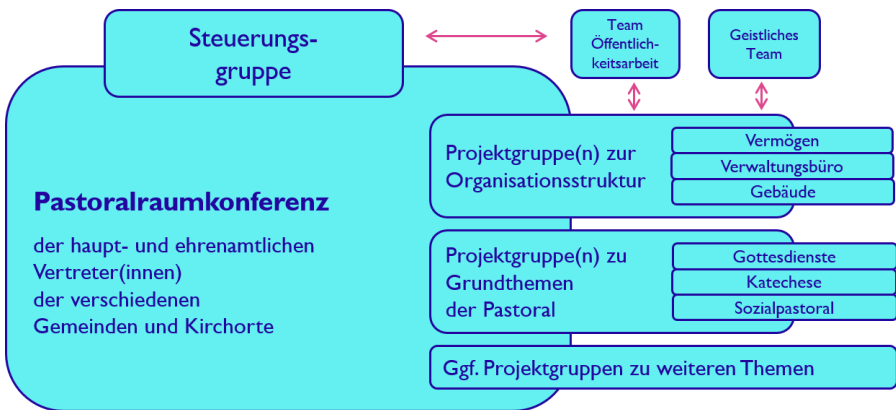 Steuerungs-
gruppe
Team
Öffentlich-
keitsarbeit
Geistliches
Team
Pastoralraumkonferenz
der haupt- und ehrenamtlichen
Vertreter(innen)
der verschiedenen
Gemeinden und Kirchorte
Projektgruppe(n) zur
Organisationsstruktur
Vermögen
Verwaltungsbüro
Gebäude
Projektgruppe(n) zu
Grundthemen
der Pastoral
Gottesdienste
Katechese
Sozialpastoral
Ggf. Projektgruppen zu weiteren Themen